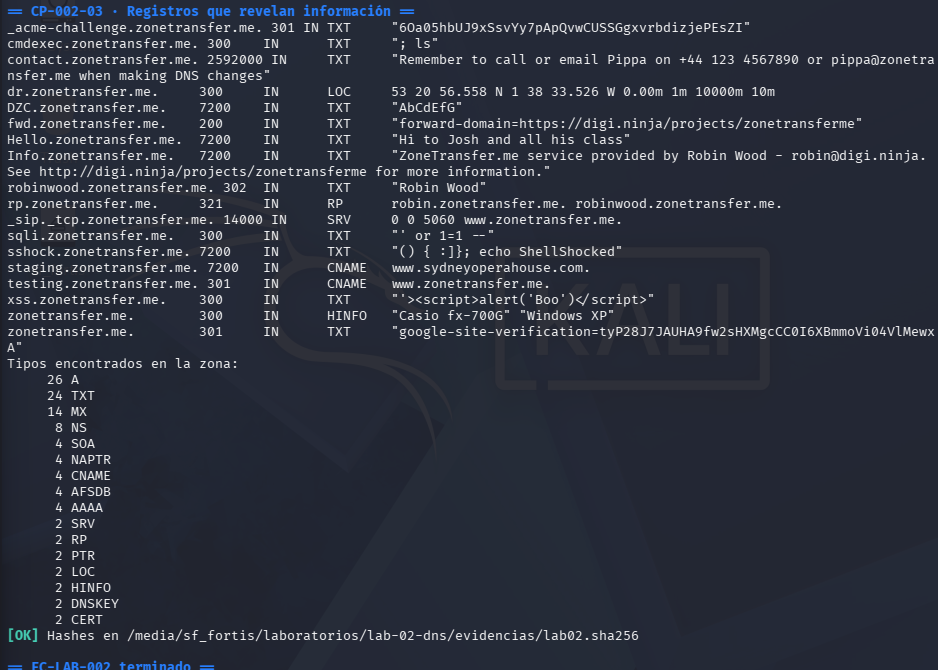 == CP-002-03 · Registros que revelan información ==
_acme-challenge.zonetransfer.me. 301 IN TXT     "6Oa05hbUJ9xSsvYy7pApQvwCUSSGgxvrbdizjePEsZI"
cmdexec.zonetransfer.me. 300    IN      TXT     "; ls"
contact.zonetransfer.me. 2592000 IN     TXT     "Remember to call or email Pippa on +44 123 4567890 or pippa@zonetra
nsfer.me when making DNS changes"
dr.zonetransfer.me.     300     IN      LOC     53 20 56.558 N 1 38 33.526 W 0.00m 1m 10000m 10m
DZC.zonetransfer.me.    7200    IN      TXT     "AbCdEfG"
fwd.zonetransfer.me.    200     IN      TXT     "forward-domain=https://digi.ninja/projects/zonetransferme"
Hello.zonetransfer.me.  7200    IN      TXT     "Hi to Josh and all his class"
Info.zonetransfer.me.   7200    IN      TXT     "ZoneTransfer.me service provided by Robin Wood - robin@digi.ninja.
See http://digi.ninja/projects/zonetransferme for more information."
robinwood.zonetransfer.me. 302  IN      TXT     "Robin Wood"
rp.zonetransfer.me.     321     IN      RP      robin.zonetransfer.me. robinwood.zonetransfer.me.
_sip._tcp.zonetransfer.me. 14000 IN     SRV     0 0 5060 www.zonetransfer.me.
sqli.zonetransfer.me.   300     IN      TXT     "' or 1=1 --"
sshock.zonetransfer.me. 7200    IN      TXT     "() { :]}; echo ShellShocked"
staging.zonetransfer.me. 7200   IN      CNAME   www.sydneyoperahouse.com.
testing.zonetransfer.me. 301    IN      CNAME   www.zonetransfer.me.
xss.zonetransfer.me.    300     IN      TXT     "'><script>alert('Boo')</script>"
zonetransfer.me.        300     IN      HINFO   "Casio fx-700G" "Windows XP"
zonetransfer.me.        301     IN      TXT     "google-site-verification=tyP28J7JAUHA9fw2sHXMgcCC0I6XBmmoVi04VlMewx
A"
Tipos encontrados en la zona:
     26 A
     24 TXT
     14 MX
      8 NS
      4 SOA
      4 NAPTR
      4 CNAME
      4 AFSDB
      4 AAAA
      2 SRV
      2 RP
      2 PTR
      2 LOC
      2 HINFO
      2 DNSKEY
      2 CERT
[OK] Hashes en /media/sf_fortis/laboratorios/lab-02-dns/evidencias/lab02.sha256
== FC-LAB-002 terminado ==
KALI